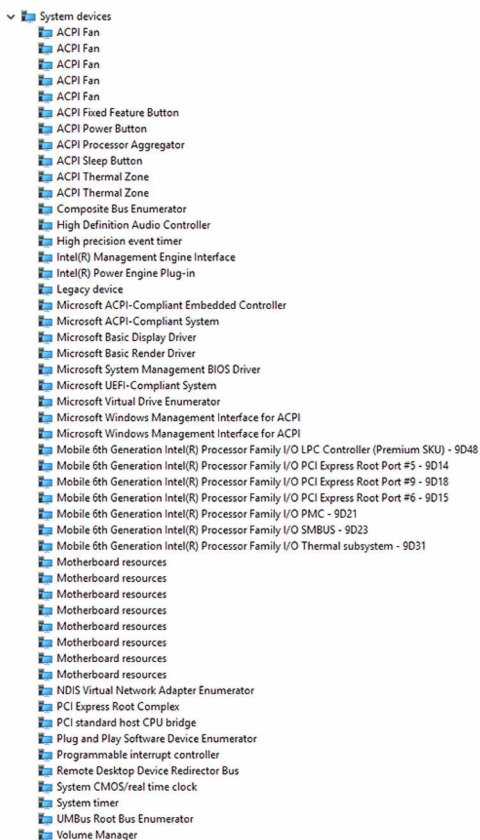 System devices
ACPI Fan
ACPI Fan
ACPI Fan
ACPI Fan
ACPI Fan
ACPI Fixed Feature Button
ACPI Power Button
ACPI Processor Aggregator
ACPI Sleep Button
ACPI Thermal Zone
ACPI Thermal Zone
Composite Bus Enumerator
High Definition Audio Controller
High precision event timer
Intel(R) Management Engine Interface
Intel(R) Power Engine Plug-in
Legacy device
Microsoft ACPI-Compliant Embedded Controller
Microsoft ACPI-Compliant System
Microsoft Basic Display Driver
Microsoft Basic Render Driver
Microsoft System Management BIOS Driver
Microsoft UEFI-Compliant System
Microsoft Virtual Drive Enumerator
Microsoft Windows Management Interface for ACPI
Microsoft Windows Management Interface for ACPI
Mobile 6th Generation Intel(R) Processor Family I/O LPC Controller (Premium SKU) - 9D48
Mobile 6th Generation Intel(R) Processor Family I/O PCI Express Root Port #5 - 9D14
Mobile 6th Generation Intel(R) Processor Family I/O PCI Express Root Port #9 - 9D18
Mobile 6th Generation Intel(R) Processor Family I/O PCI Express Root Port #6 - 9D15
Mobile 6th Generation Intel(R) Processor Family I/O PMC - 9D21
Mobile 6th Generation Intel(R) Processor Family I/O SMBUS - 9D23
Mobile 6th Generation Intel(R) Processor Family I/O Thermal subsystem - 9D31
Motherboard resources
Motherboard resources
Motherboard resources
Motherboard resources
Motherboard resources
Motherboard resources
Motherboard resources
Motherboard resources
NDIS Virtual Network Adapter Enumerator
PCI Express Root Complex
PCI standard host CPU bridge
Plug and Play Software Device Enumerator
Programmable interrupt controller
Remote Desktop Device Redirector Bus
System CMOS/real time clock
System timer
UMBus Root Bus Enumerator
Volume Manager